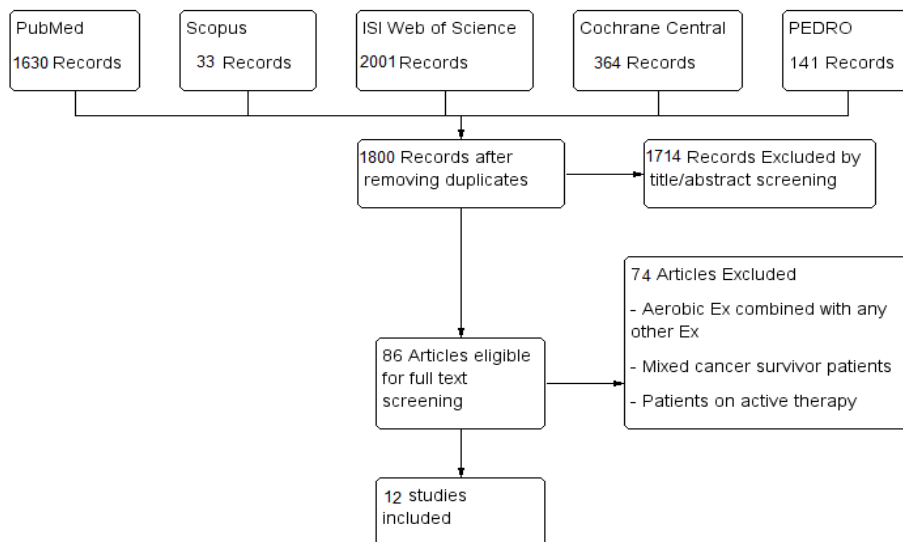 PubMed
1630 Records
Scopus
33 Records
ISI Web of Science
2001 Records
Cochrane Central
364 Records
PEDRO
141 Records
1800 Records after
removing duplicates
1714 Records Excluded by
title/abstract screening
74 Articles Excluded
- Aerobic Ex combined with any
other Ex
- Mixed cancer survivor patients
- Patients on active therapy
86 Articles eligible
for full text
screening
12 studies
included